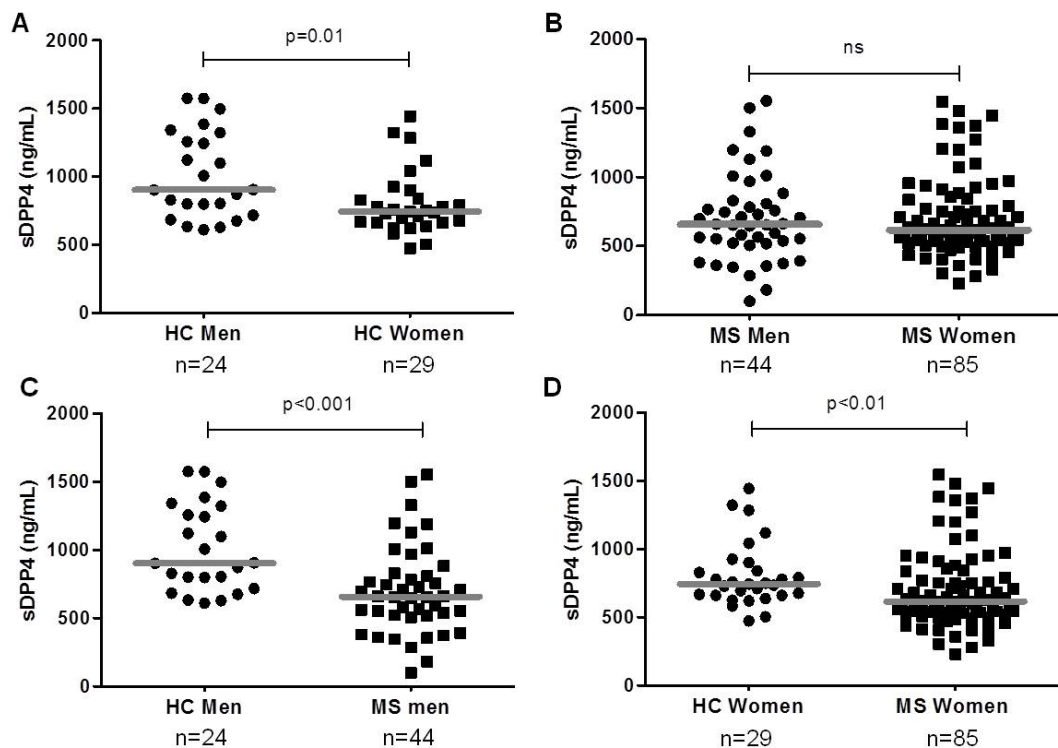 A
p=0.01
sDPP4 (ng/mL)
2000
1500
1000
500
0
HC Men
HC Women
n=24
n=29
B
ns
sDPP4 (ng/mL)
2000
1500
1000
500
0
MS Men
MS Women
n=44
n=85
C
p<0.001
sDPP4 (ng/mL)
2000
1500
1000
500
0
HC Men
MS men
n=24
n=44
D
p<0.01
sDPP4 (ng/mL)
2000
1500
1000
500
0
HC Women
MS Women
n=29
n=85